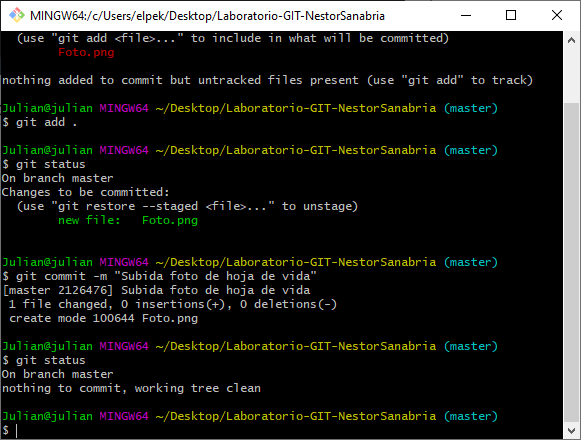 MINGW64:/c/Users/elpek/Desktop/Laboratorio-GIT-NestorSanabria
(use "git add <file>..." to include in what will be committed)
Foto.png
nothing added to commit but untracked files present (use "git add" to track)
Julian@julian MINGW64 ~/Desktop/Laboratorio-GIT-NestorSanabria (master)
$ git add .
Julian@julian MINGW64 ~/Desktop/Laboratorio-GIT-NestorSanabria (master)
$ git status
On branch master
Changes to be committed:
(use "git restore --staged <file>..." to unstage)
new file:   Foto.png
Julian@julian MINGW64 ~/Desktop/Laboratorio-GIT-NestorSanabria (master)
$ git commit -m "Subida foto de hoja de vida"
[master 2126476] Subida foto de hoja de vida
1 file changed, 0 insertions(+), 0 deletions(-)
create mode 100644 Foto.png
Julian@julian MINGW64 ~/Desktop/Laboratorio-GIT-NestorSanabria (master)
$ git status
On branch master
nothing to commit, working tree clean
Julian@julian MINGW64 ~/Desktop/Laboratorio-GIT-NestorSanabria (master)
$